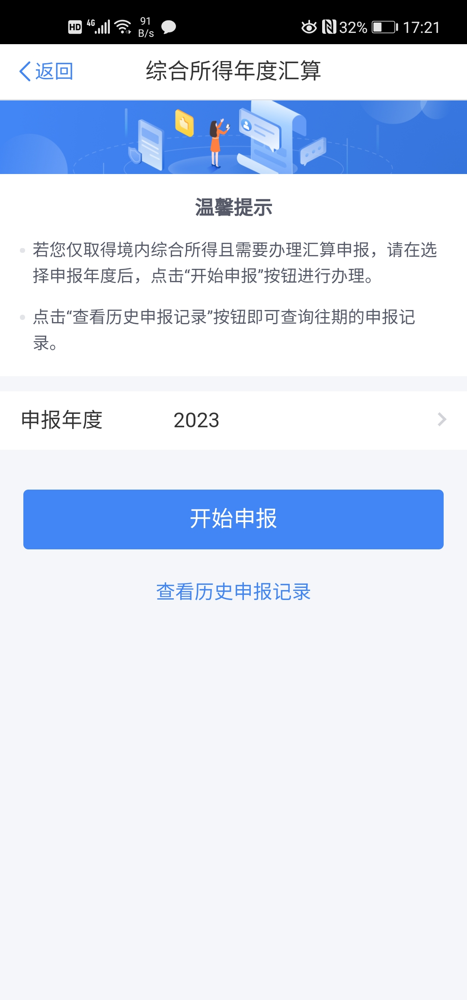 HD 4G 91 B/s 32% 17:21
返回 综合所得年度汇算
温馨提示
若您仅取得境内综合所得且需要办理汇算申报，请在选
择申报年度后，点击“开始申报”按钮进行办理。
点击“查看历史申报记录”按钮即可查询往期的申报记
录。
申报年度 2023
开始申报
查看历史申报记录